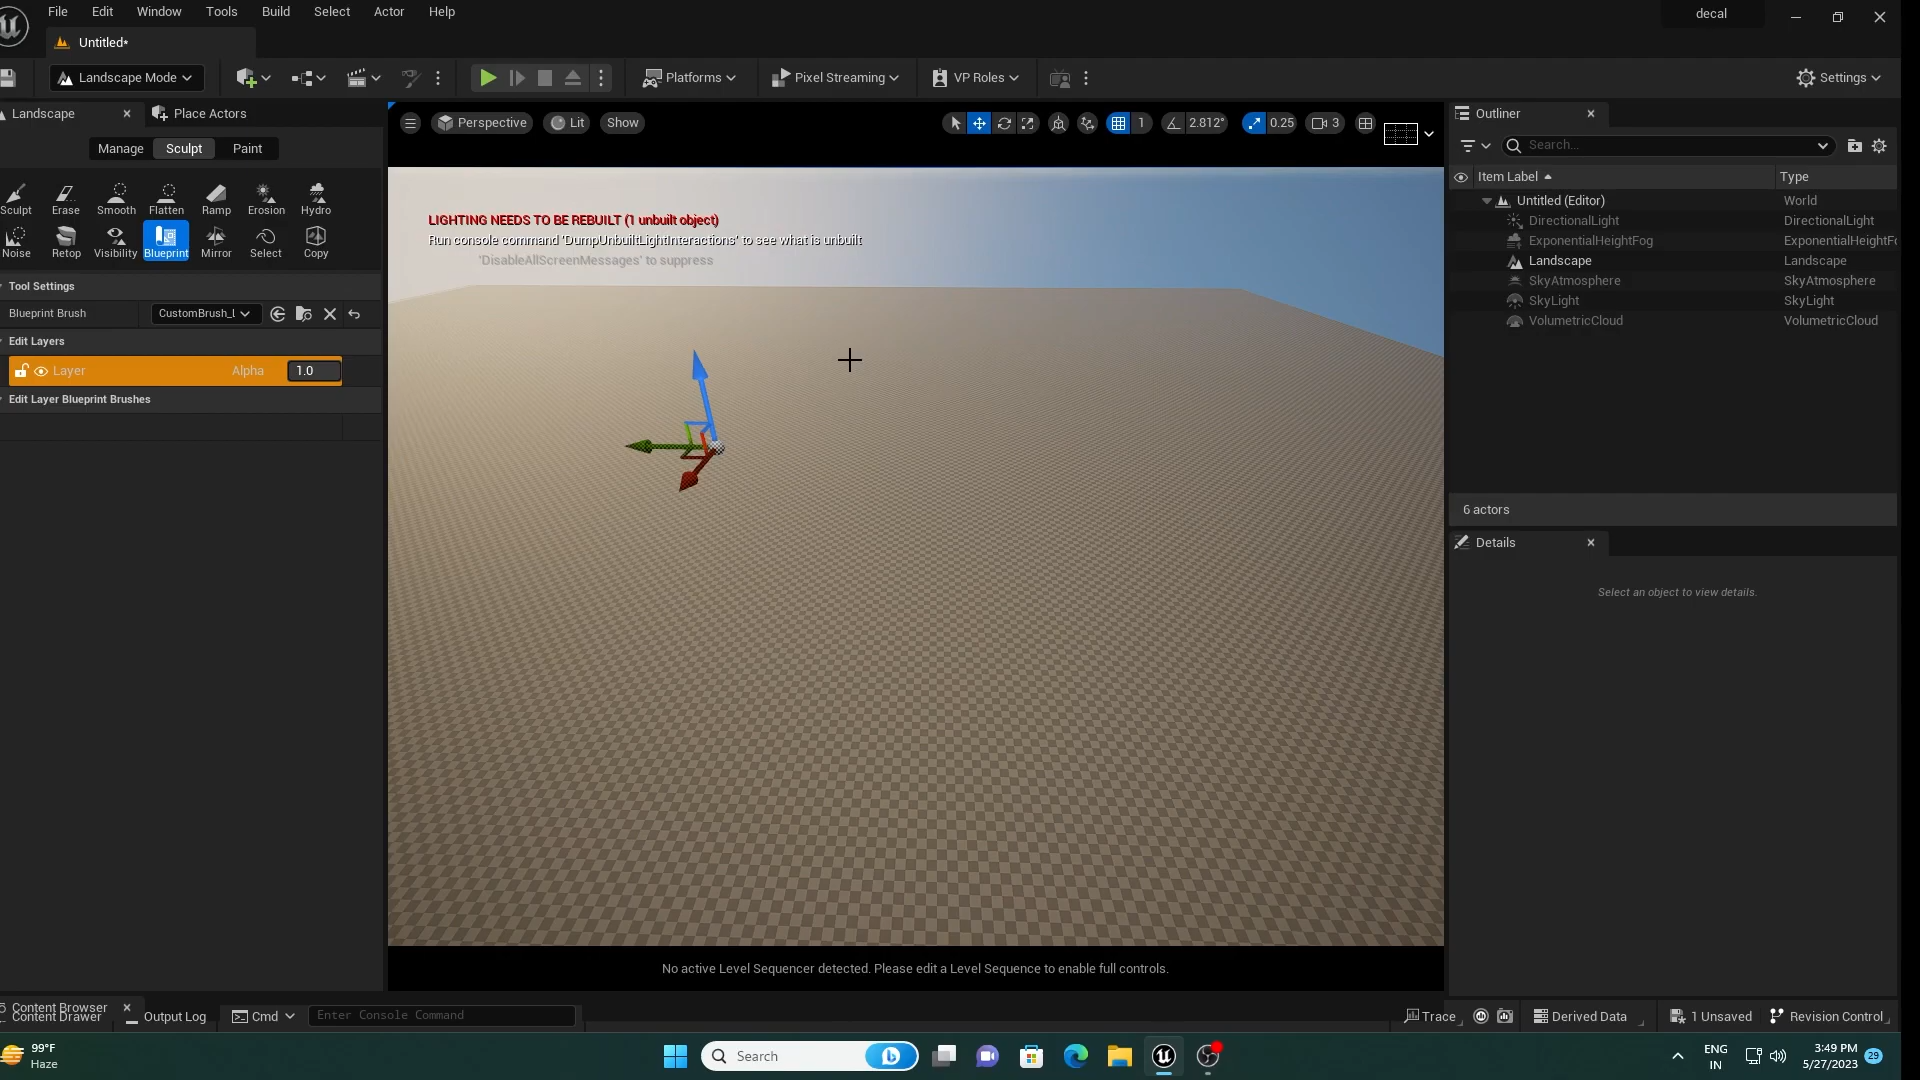 File Edit Window Tools Build Select Actor Help
decal
Untitled*
Landscape Mode
Platforms
Pixel Streaming
VP Roles
Settings
Landscape
Place Actors
Manage Sculpt Paint
Sculpt Erase Smooth Flatten Ramp Erosion Hydro
Noise Retop Visibility Blueprint Mirror Select Copy
Tool Settings
Blueprint Brush CustomBrush_L
Edit Layers
Layer Alpha 1.0
Edit Layer Blueprint Brushes
Perspective Lit Show
1 2.812° 0.25 3
LIGHTING NEEDS TO BE REBUILT (1 unbuilt object)
Run console command 'DumpUnbuiltLightInteractions' to see what is unbuilt
'DisableAllScreenMessages' to suppress
No active Level Sequencer detected. Please edit a Level Sequence to enable full controls.
Outliner
Search...
Item Label Type
Untitled (Editor) World
DirectionalLight DirectionalLight
ExponentialHeightFog ExponentialHeightFo
Landscape Landscape
SkyAtmosphere SkyAtmosphere
SkyLight SkyLight
VolumetricCloud VolumetricCloud
6 actors
Details
Select an object to view details.
Content Browser
Content Drawer Output Log Cmd Enter Console Command
Trace Derived Data 1 Unsaved Revision Control
99°F
Haze
Search
ENG
IN
3:49 PM
5/27/2023
29